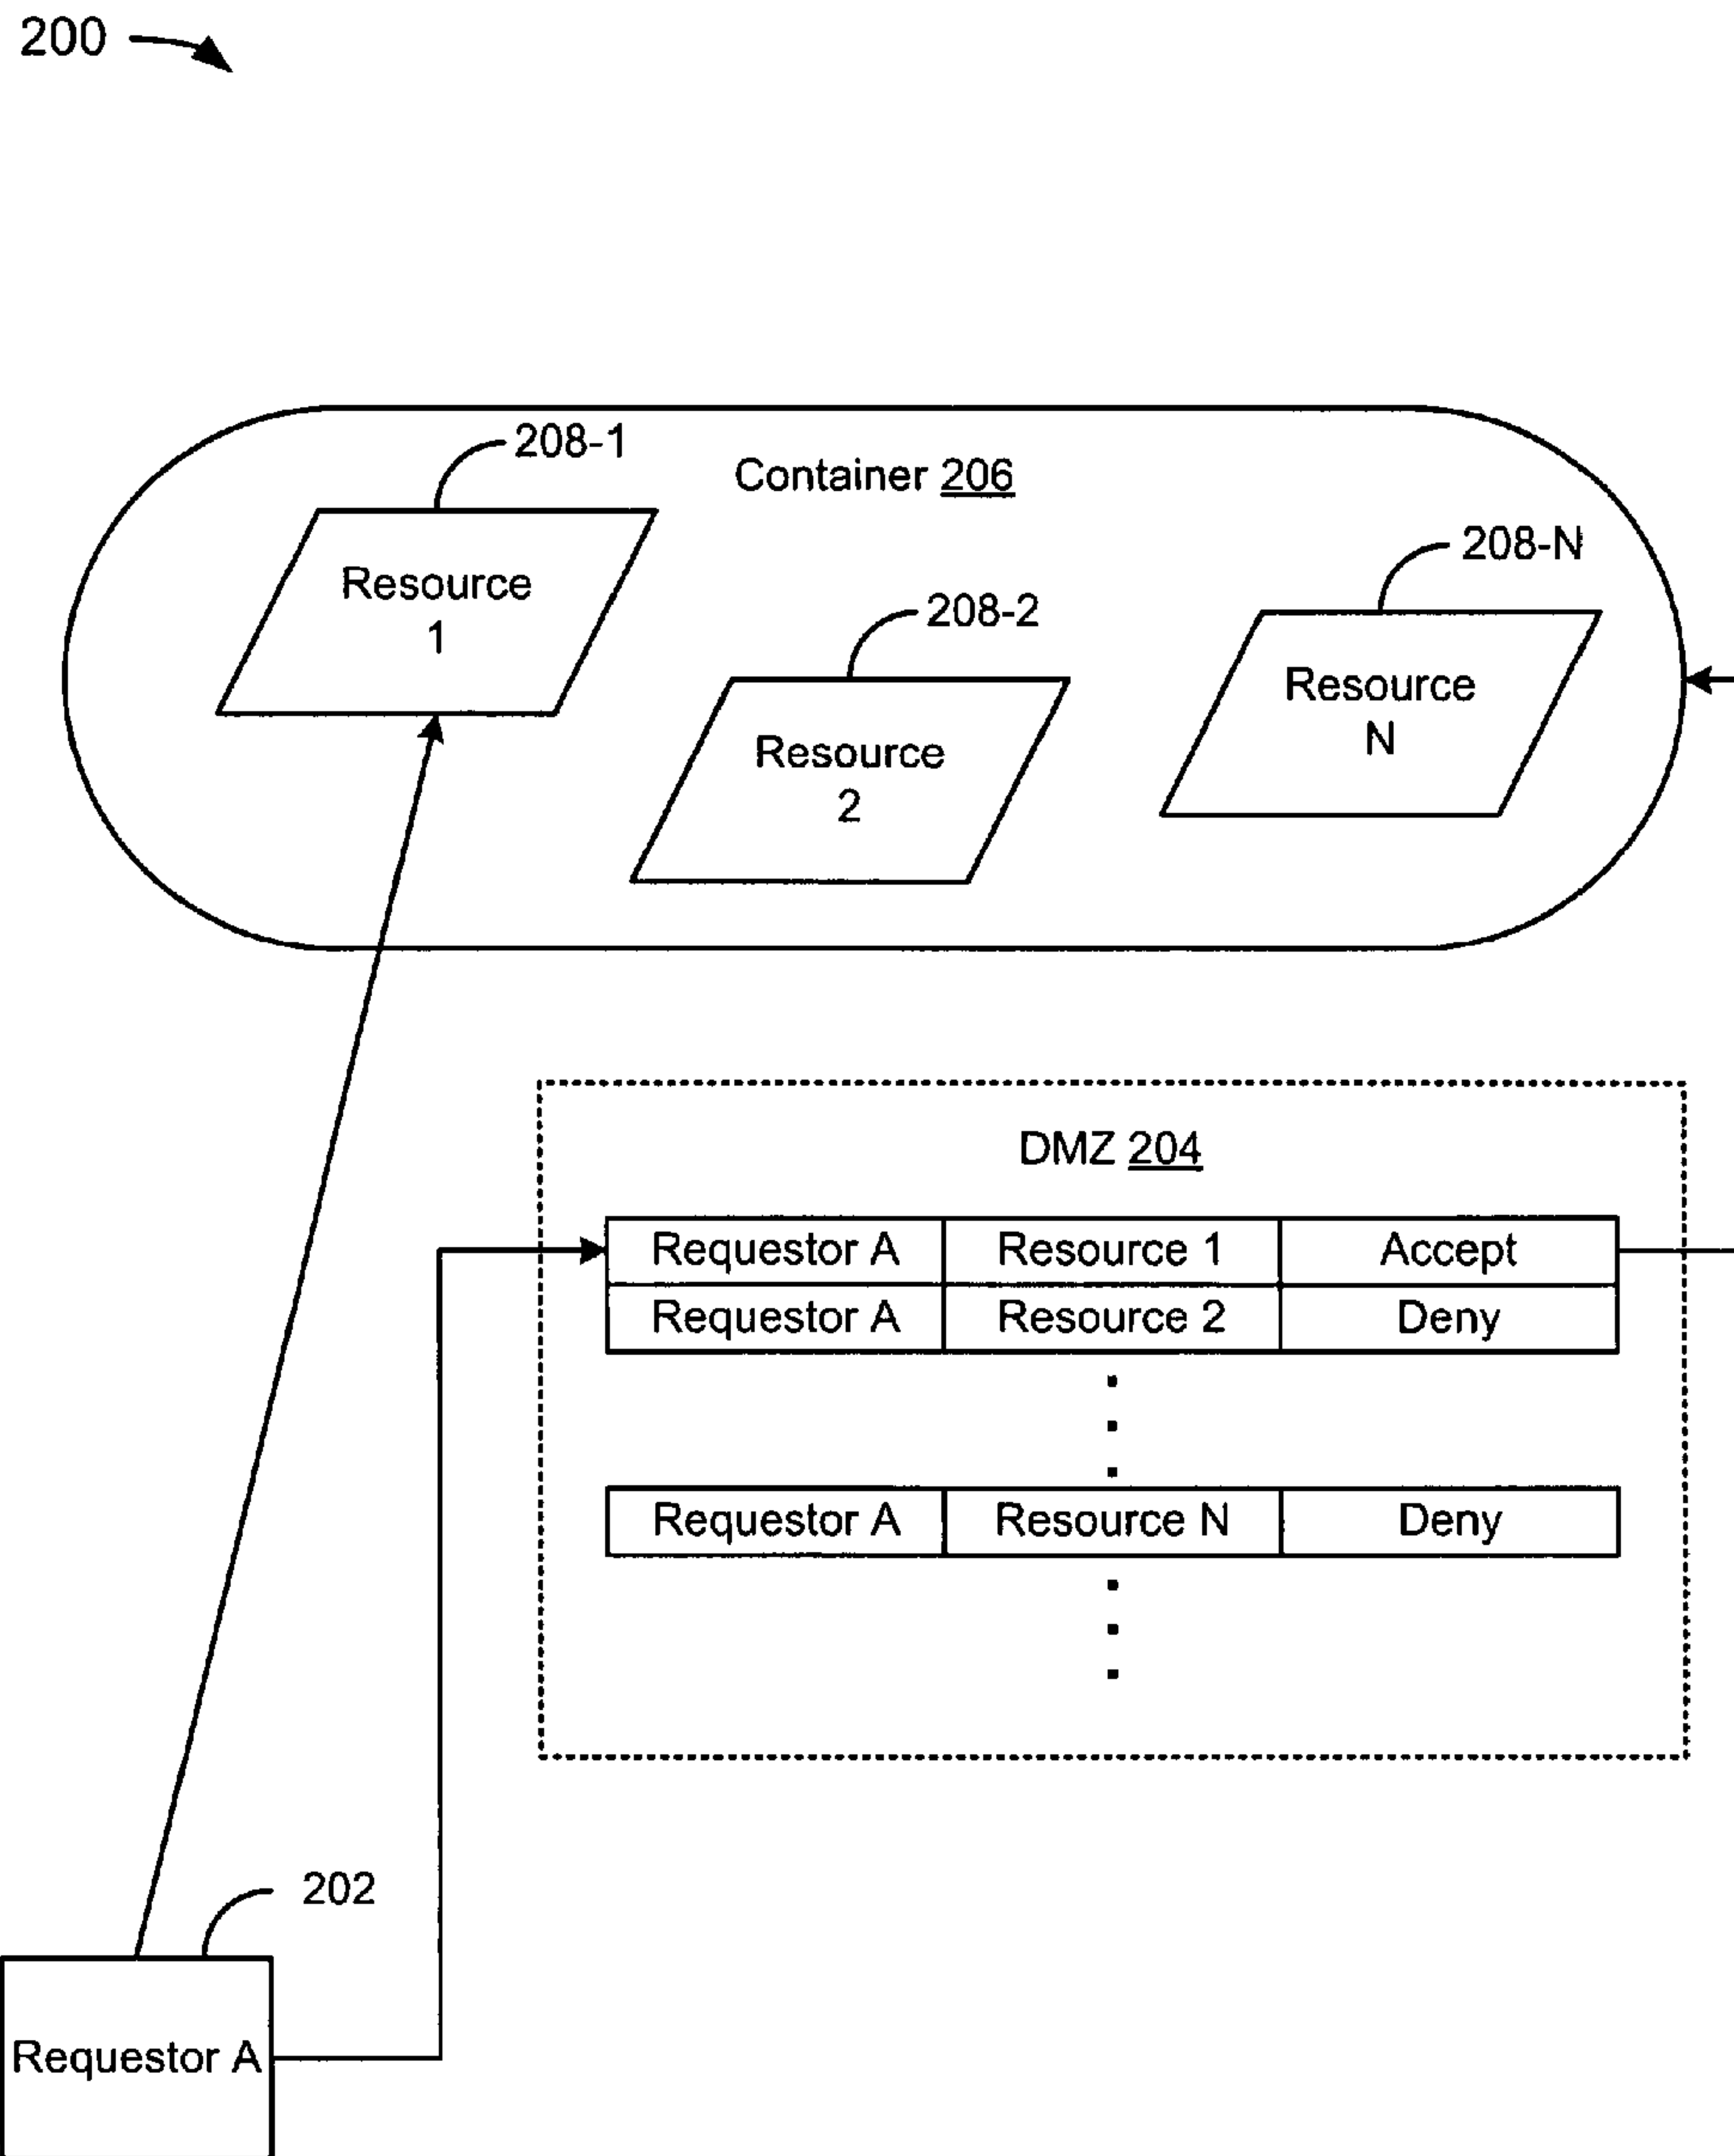 200
208-1
Container 206
208-N
Resource
1
208-2
Resource
N
Resource
2
DMZ 204
Requestor A Resource 1 Accept
Requestor A Resource 2 Deny
Requestor A Resource N Deny
202
Requestor A